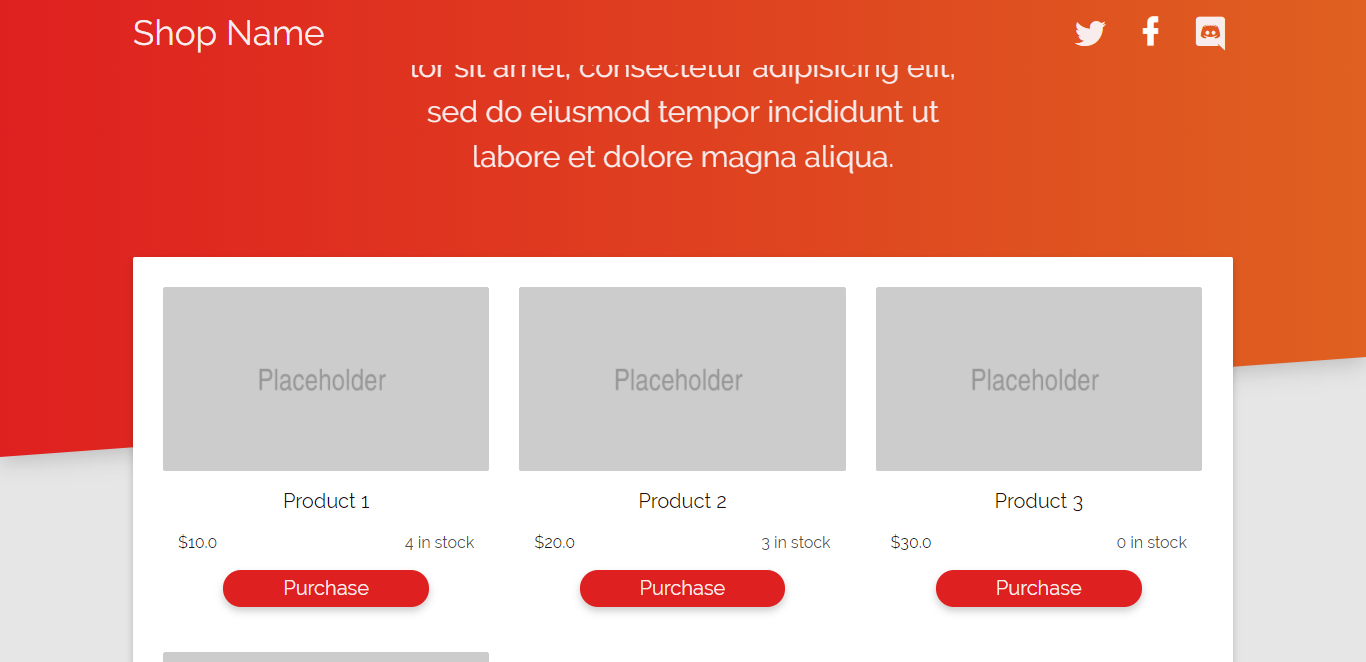 Shop Name
tor sit amet, consectetur adipisicing elit,
sed do eiusmod tempor incididunt ut
labore et dolore magna aliqua.
Placeholder
Placeholder
Placeholder
Product 1
Product 2
Product 3
$10.0
4 in stock
$20.0
3 in stock
$30.0
0 in stock
Purchase
Purchase
Purchase